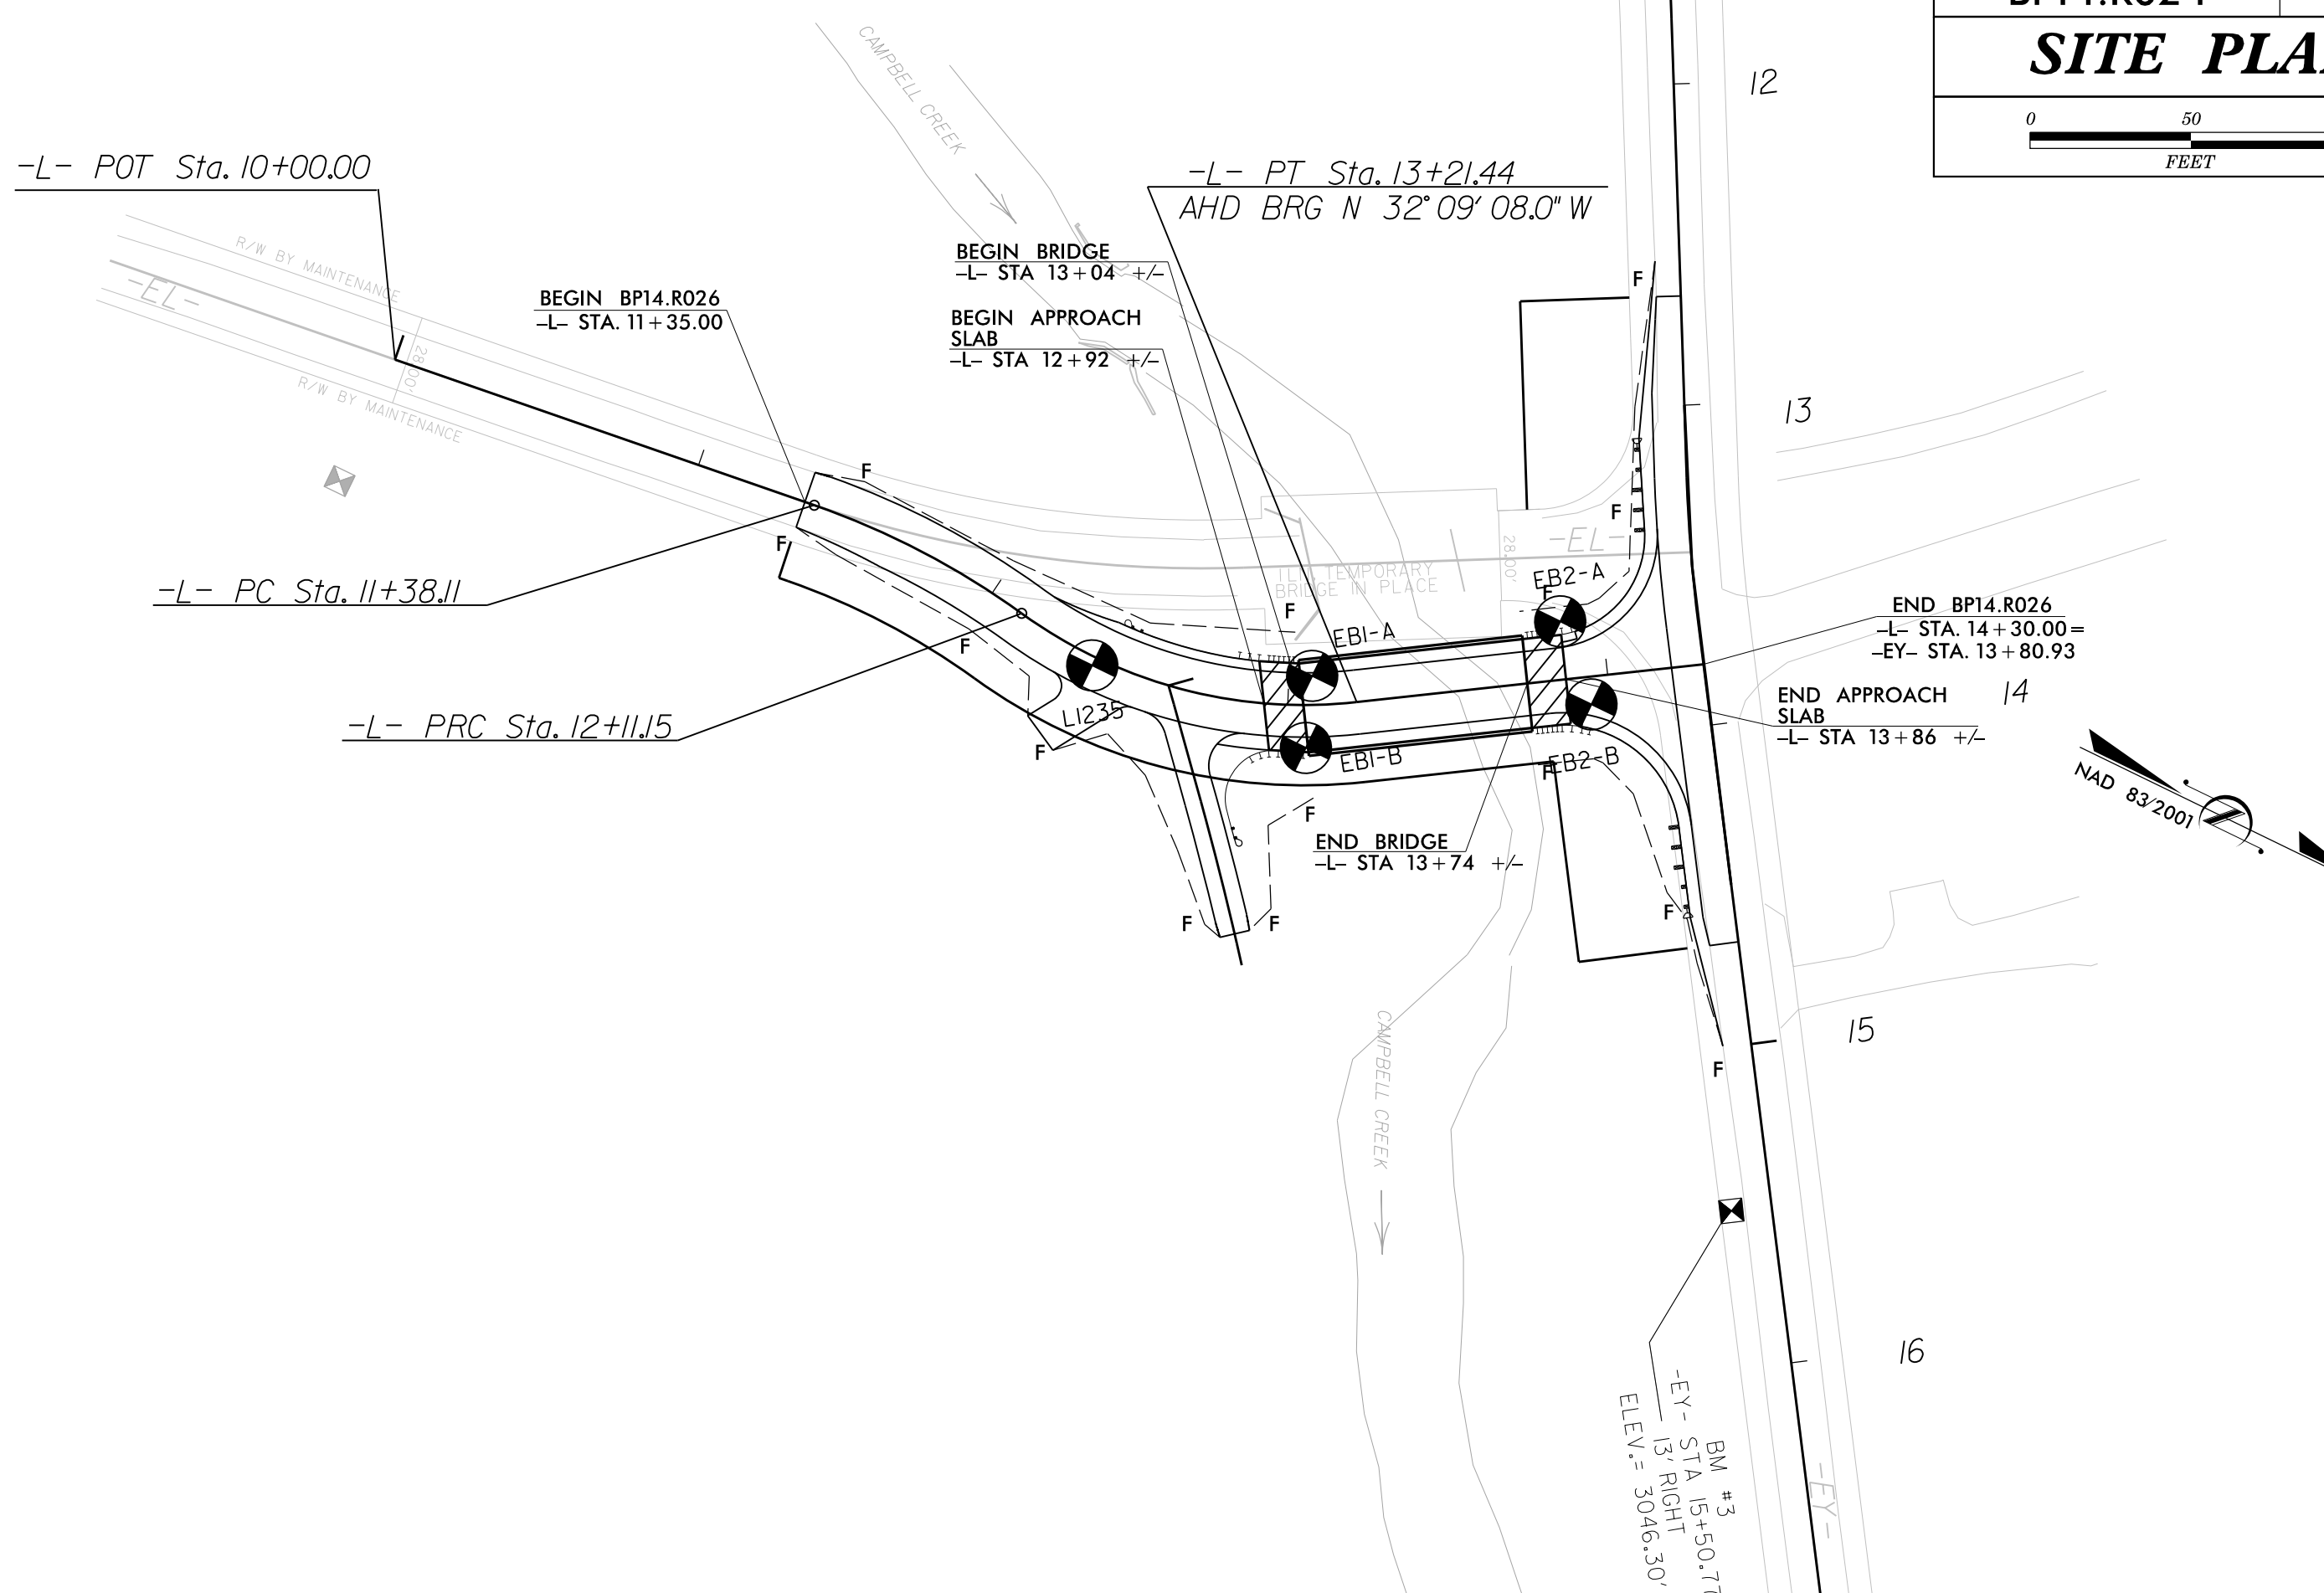 SITE
0 50
FEET
12
CAMPBELL CREEK
-L- POT Sta. 10+00.00
-L- PT Sta. 13+21.44
AHD BRG N 32° 09' 08.0" W
R/W BY MAINTENANCE
-EL-
BEGIN BRIDGE
-L- STA 13+04 +/-
BEGIN BP14.R026
-L- STA. 11+35.00
BEGIN APPROACH
SLAB
-L- STA 12+92 +/-
28.00'
R/W BY MAINTENANCE
F
13
F
F
F
-EL-
28.00'
TEMPORARY
BRIDGE IN PLACE
EB2-A
F
-L- PC Sta. 11+38.11
F
EB1-A
F
END BP14.R026
-L- STA. 14+30.00=
-EY- STA. 13+80.93
14
END APPROACH
SLAB
-L- STA 13+86 +/-
-L- PRC Sta. 12+11.15
L1235
F
EB1-B
EB2-B
F
NAD 83/2001
F
END BRIDGE
-L- STA 13+74 +/-
F
F
F
CAMPBELL CREEK
15
F
16
BM #3
-EY- STA 15+50.77
13' RIGHT
ELEV.= 3046.30'
-EY-